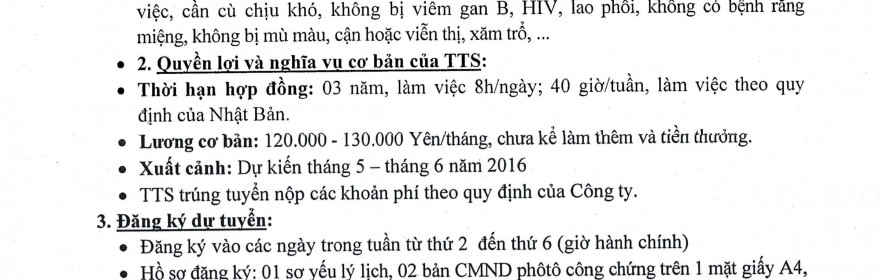 việc, cần cù chịu khó, không bị viêm gan B, HIV, lao phổi, không có bệnh răng
miệng, không bị mù màu, cận hoặc viễn thị, xăm trổ, ...
• 2. Quyền lợi và nghĩa vụ cơ bản của TTS:
• Thời hạn hợp đồng: 03 năm, làm việc 8h/ngày; 40 giờ/tuần, làm việc theo quy
định của Nhật Bản.
• Lương cơ bản: 120.000 - 130.000 Yên/tháng, chưa kể làm thêm và tiền thưởng.
• Xuất cảnh: Dự kiến tháng 5 – tháng 6 năm 2016
• TTS trúng tuyển nộp các khoản phí theo quy định của Công ty.
3. Đăng ký dự tuyển:
• Đăng ký vào các ngày trong tuần từ thứ 2 đến thứ 6 (giờ hành chính)
• Hồ sơ đăng ký: 01 sơ yếu lý lịch, 02 bản CMND phôtô công chứng trên 1 mặt giấy A4,